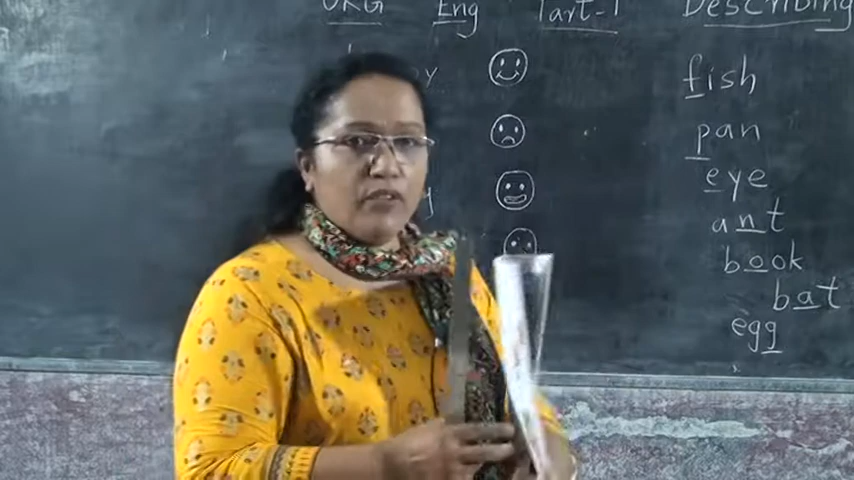 UKG Eng Part-1 Describing
fish
pan
eye
ant
book
bat
egg